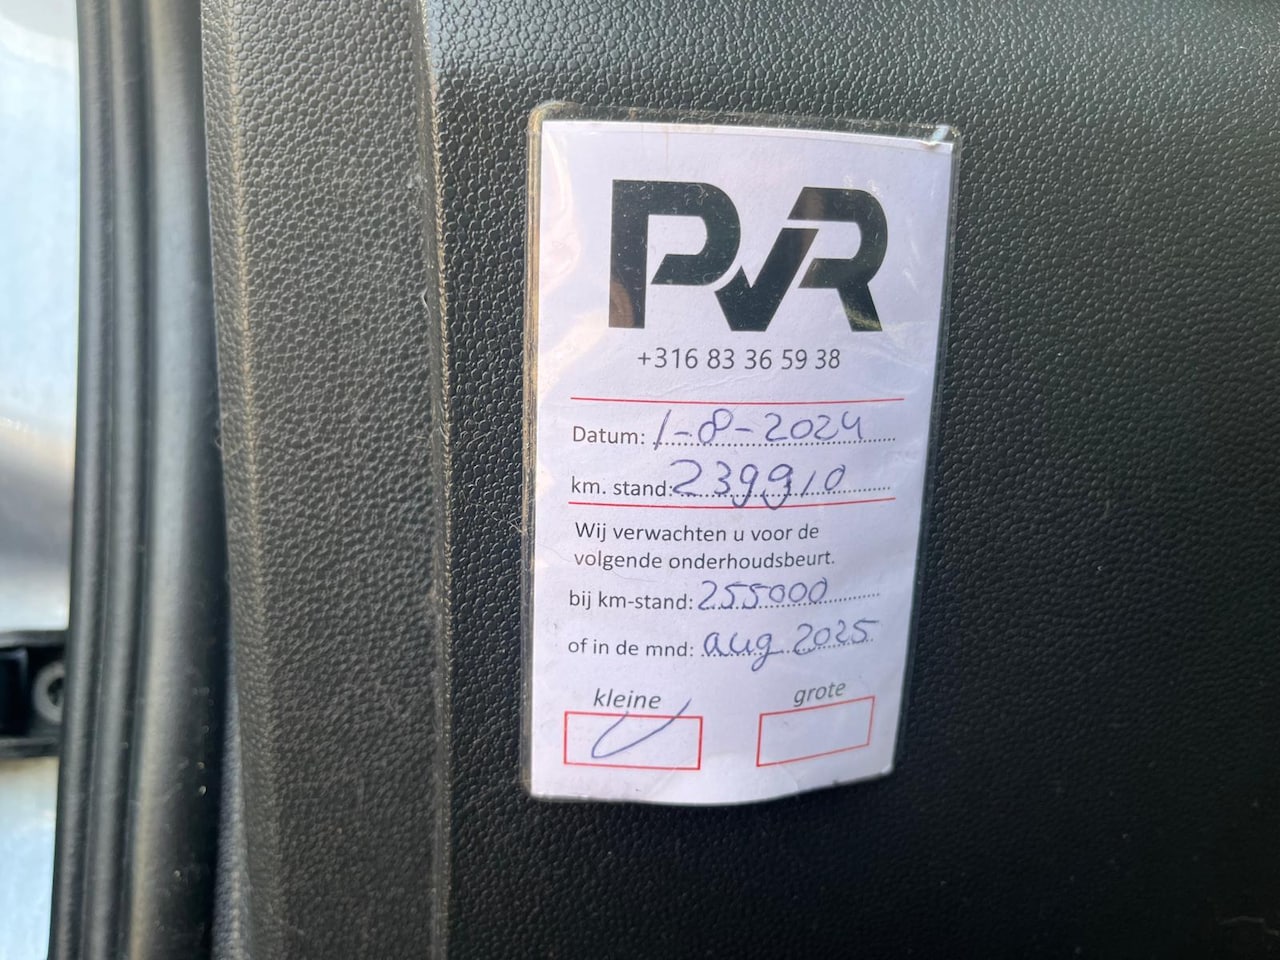 PVR
+316 83 36 59 38
Datum: 1-8-2024
km. stand: 239910
Wij verwachten u voor de
volgende onderhoudsbeurt.
bij km-stand: 255000
of in de mnd: aug 2025
kleine grote